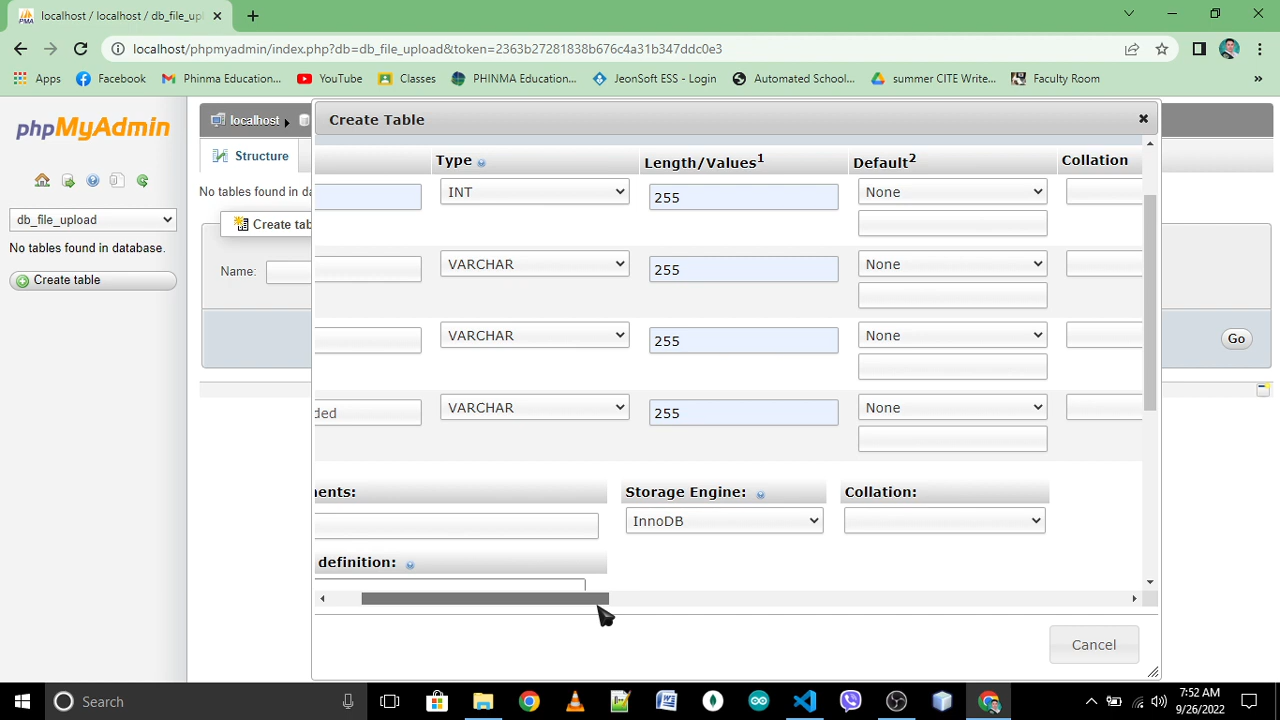 localhost / localhost / db_file_upl
localhost/phpmyadmin/index.php?db=db_file_upload&token=2363c27281838b676c4a31b347ddc0e3
Apps
Facebook
Phinma Education...
YouTube
Classes
PHINMA Education...
JeonSoft ESS - Login
Automated School...
summer CITE Write...
Faculty Room
»
phpMyAdmin
db_file_upload
No tables found in database.
Create table
localhost
Structure
No tables found in da
Create tab
Name:
Go
Create Table
Type
Length/Values1
Default2
Collation
INT
255
None
VARCHAR
255
None
VARCHAR
255
None
ded
VARCHAR
255
None
ents:
Storage Engine:
Collation:
InnoDB
definition:
Cancel
Search
7:52 AM
9/26/2022